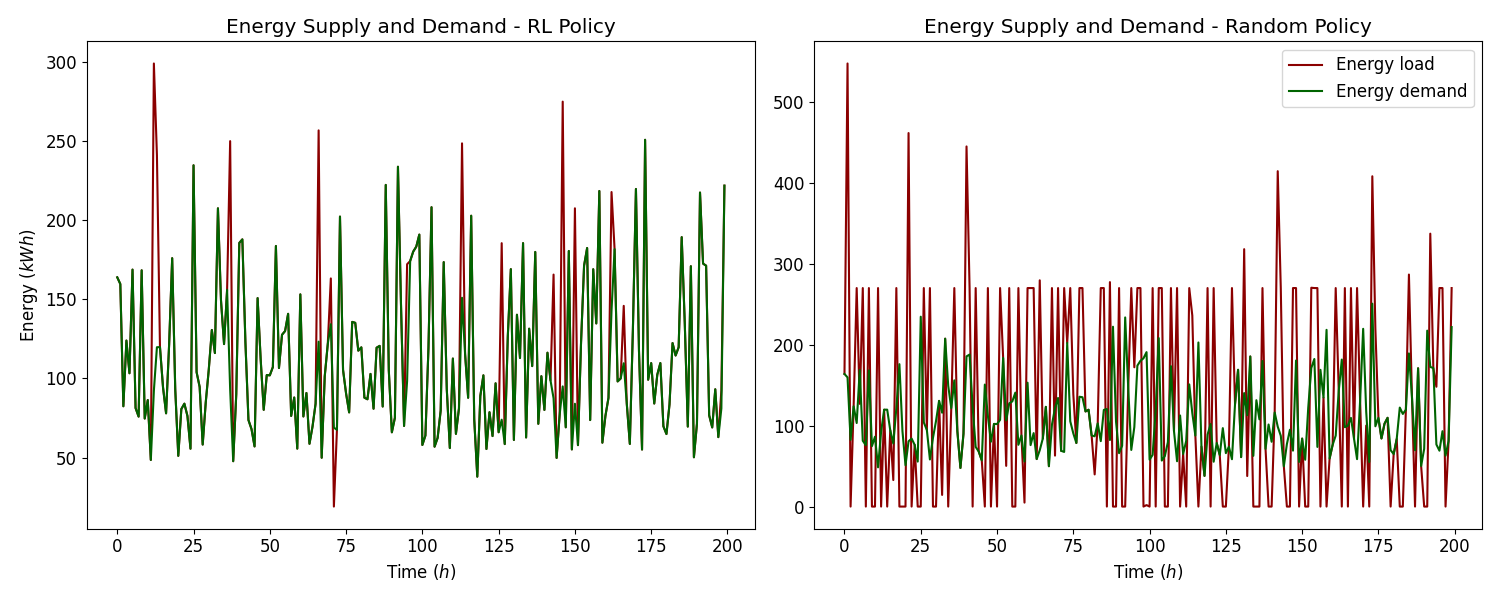 Energy Supply and Demand - RL Policy
Energy (kWh)
300
250
200
150
100
50
0 25 50 75 100 125 150 175 200
Time (h)
Energy Supply and Demand - Random Policy
Energy load
Energy demand
500
400
300
200
100
0
0 25 50 75 100 125 150 175 200
Time (h)